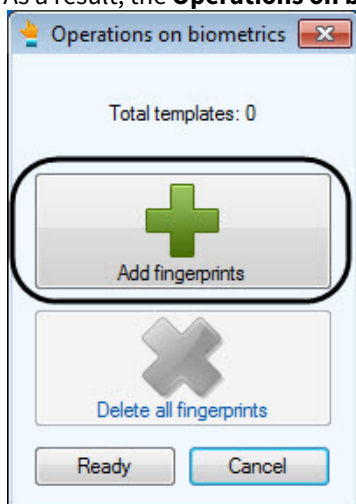 As a result, the Operations on b
Operations on biometrics
Total templates: 0
Add fingerprints
Delete all fingerprints
Ready Cancel